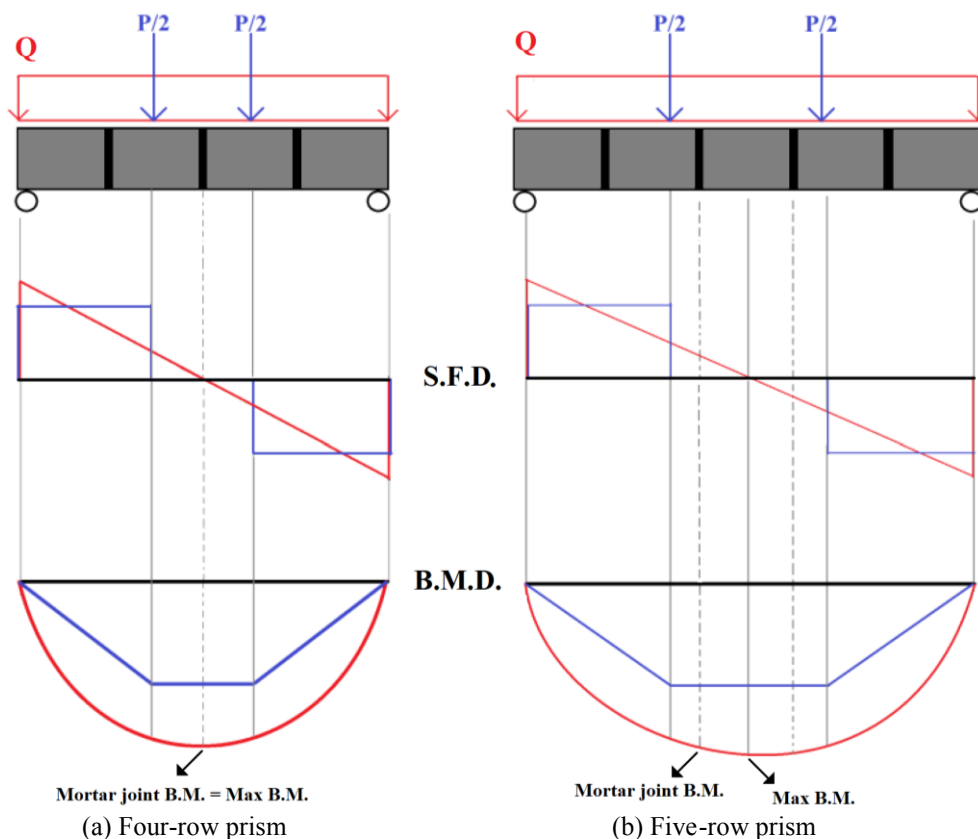 P/2 P/2
Q
P/2 P/2
Q
S.F.D.
B.M.D.
Mortar joint B.M. = Max B.M.
Mortar joint B.M.
Max B.M.
(a) Four-row prism
(b) Five-row prism